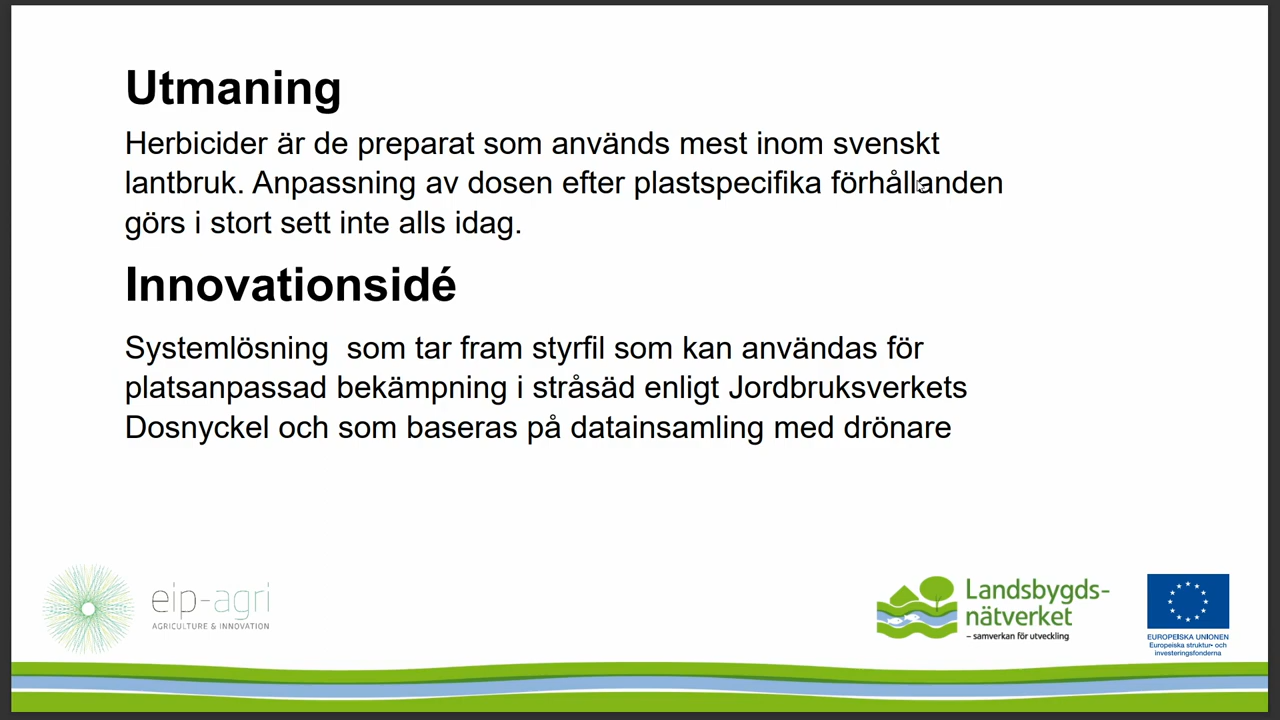 Utmaning
Herbicider är de preparat som används mest inom svenskt
lantbruk. Anpassning av dosen efter plastspecifika förhållanden
görs i stort sett inte alls idag.
Innovationsidé
Systemlösning  som tar fram styrfil som kan användas för
platsanpassad bekämpning i stråsäd enligt Jordbruksverkets
Dosnyckel och som baseras på datainsamling med drönare
eip-agri
AGRICULTURE & INNOVATION
Landsbygds-
nätverket
– samverkan för utveckling
EUROPEISKA UNIONEN
Europeiska struktur- och
investeringsfonderna